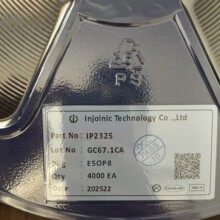 PS
Injoinic Technology Co .,Ltd
Part No : IP2325
Lot No : GC67.1CA
Pkg : ESOP8
Qty : 4000 EA
Date : 202522